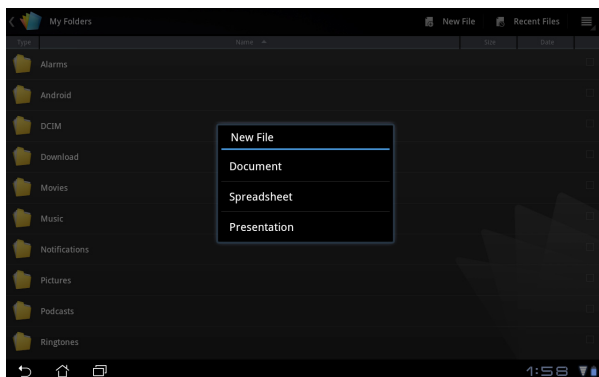 My Folders
New File
Recent Files
Type
Name
Size
Date
Alarms
Android
DCIM
Download
Movies
Music
Notifications
Pictures
Podcasts
Ringtones
New File
Document
Spreadsheet
Presentation
1:58